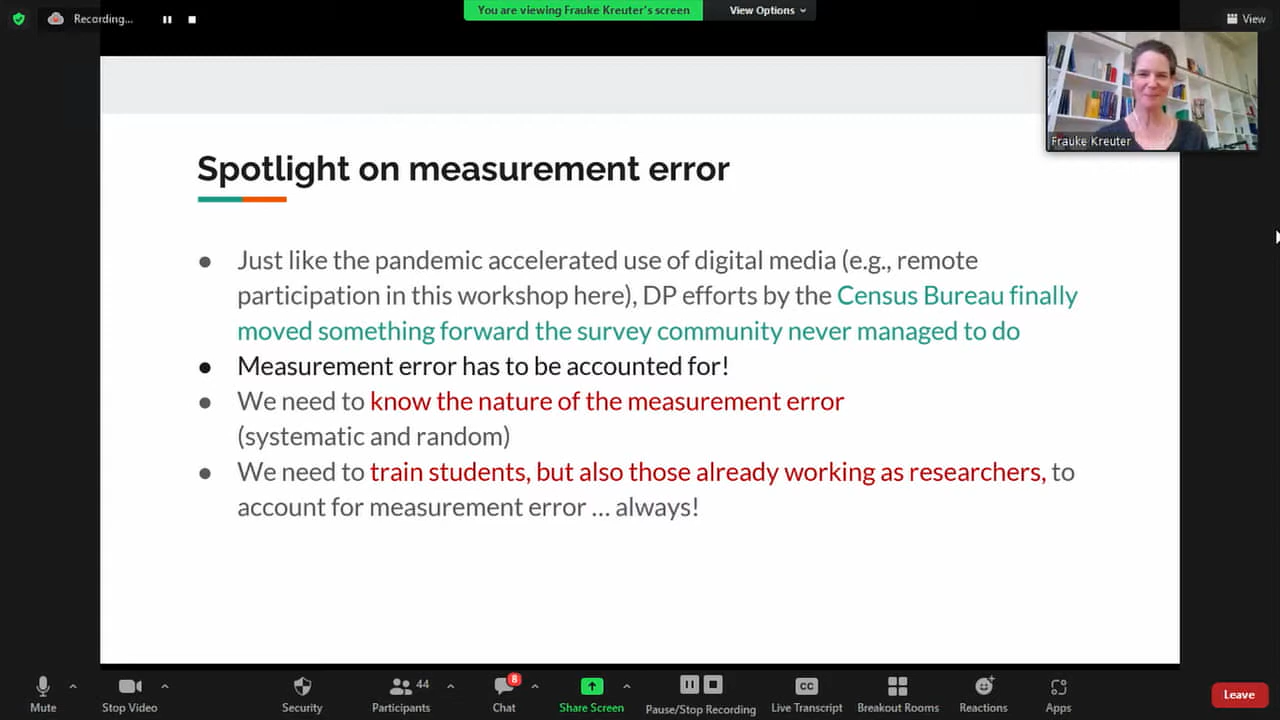 Recording...
You are viewing Frauke Kreuter's screen
View Options
View
Frauke Kreuter
Spotlight on measurement error
● Just like the pandemic accelerated use of digital media (e.g., remote
participation in this workshop here), DP efforts by the Census Bureau finally
moved something forward the survey community never managed to do
● Measurement error has to be accounted for!
● We need to know the nature of the measurement error
(systematic and random)
● We need to train students, but also those already working as researchers, to
account for measurement error ... always!
Mute
Stop Video
Security
Participants
44
Chat
8
Share Screen
Pause/Stop Recording
CC
Live Transcript
Breakout Rooms
Reactions
Apps
Leave